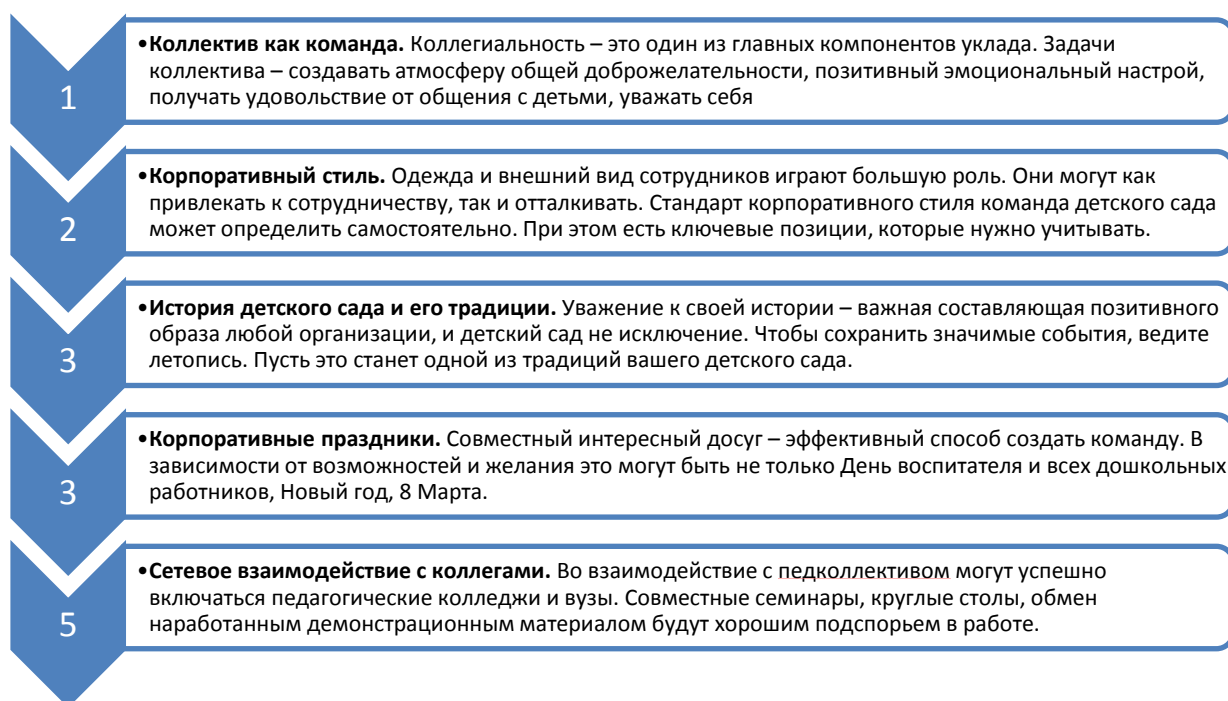 1
•Коллектив как команда. Коллегиальность – это один из главных компонентов уклада. Задачи
коллектива – создавать атмосферу общей доброжелательности, позитивный эмоциональный настрой,
получать удовольствие от общения с детьми, уважать себя
2
•Корпоративный стиль. Одежда и внешний вид сотрудников играют большую роль. Они могут как
привлекать к сотрудничеству, так и отталкивать. Стандарт корпоративного стиля команда детского сада
может определить самостоятельно. При этом есть ключевые позиции, которые нужно учитывать.
3
•История детского сада и его традиции. Уважение к своей истории – важная составляющая позитивного
образа любой организации, и детский сад не исключение. Чтобы сохранить значимые события, ведите
летопись. Пусть это станет одной из традиций вашего детского сада.
3
•Корпоративные праздники. Совместный интересный досуг – эффективный способ создать команду. В
зависимости от возможностей и желания это могут быть не только День воспитателя и всех дошкольных
работников, Новый год, 8 Марта.
5
•Сетевое взаимодействие с коллегами. Во взаимодействие с педколлективом могут успешно
включаться педагогические колледжи и вузы. Совместные семинары, круглые столы, обмен
наработанным демонстрационным материалом будут хорошим подспорьем в работе.